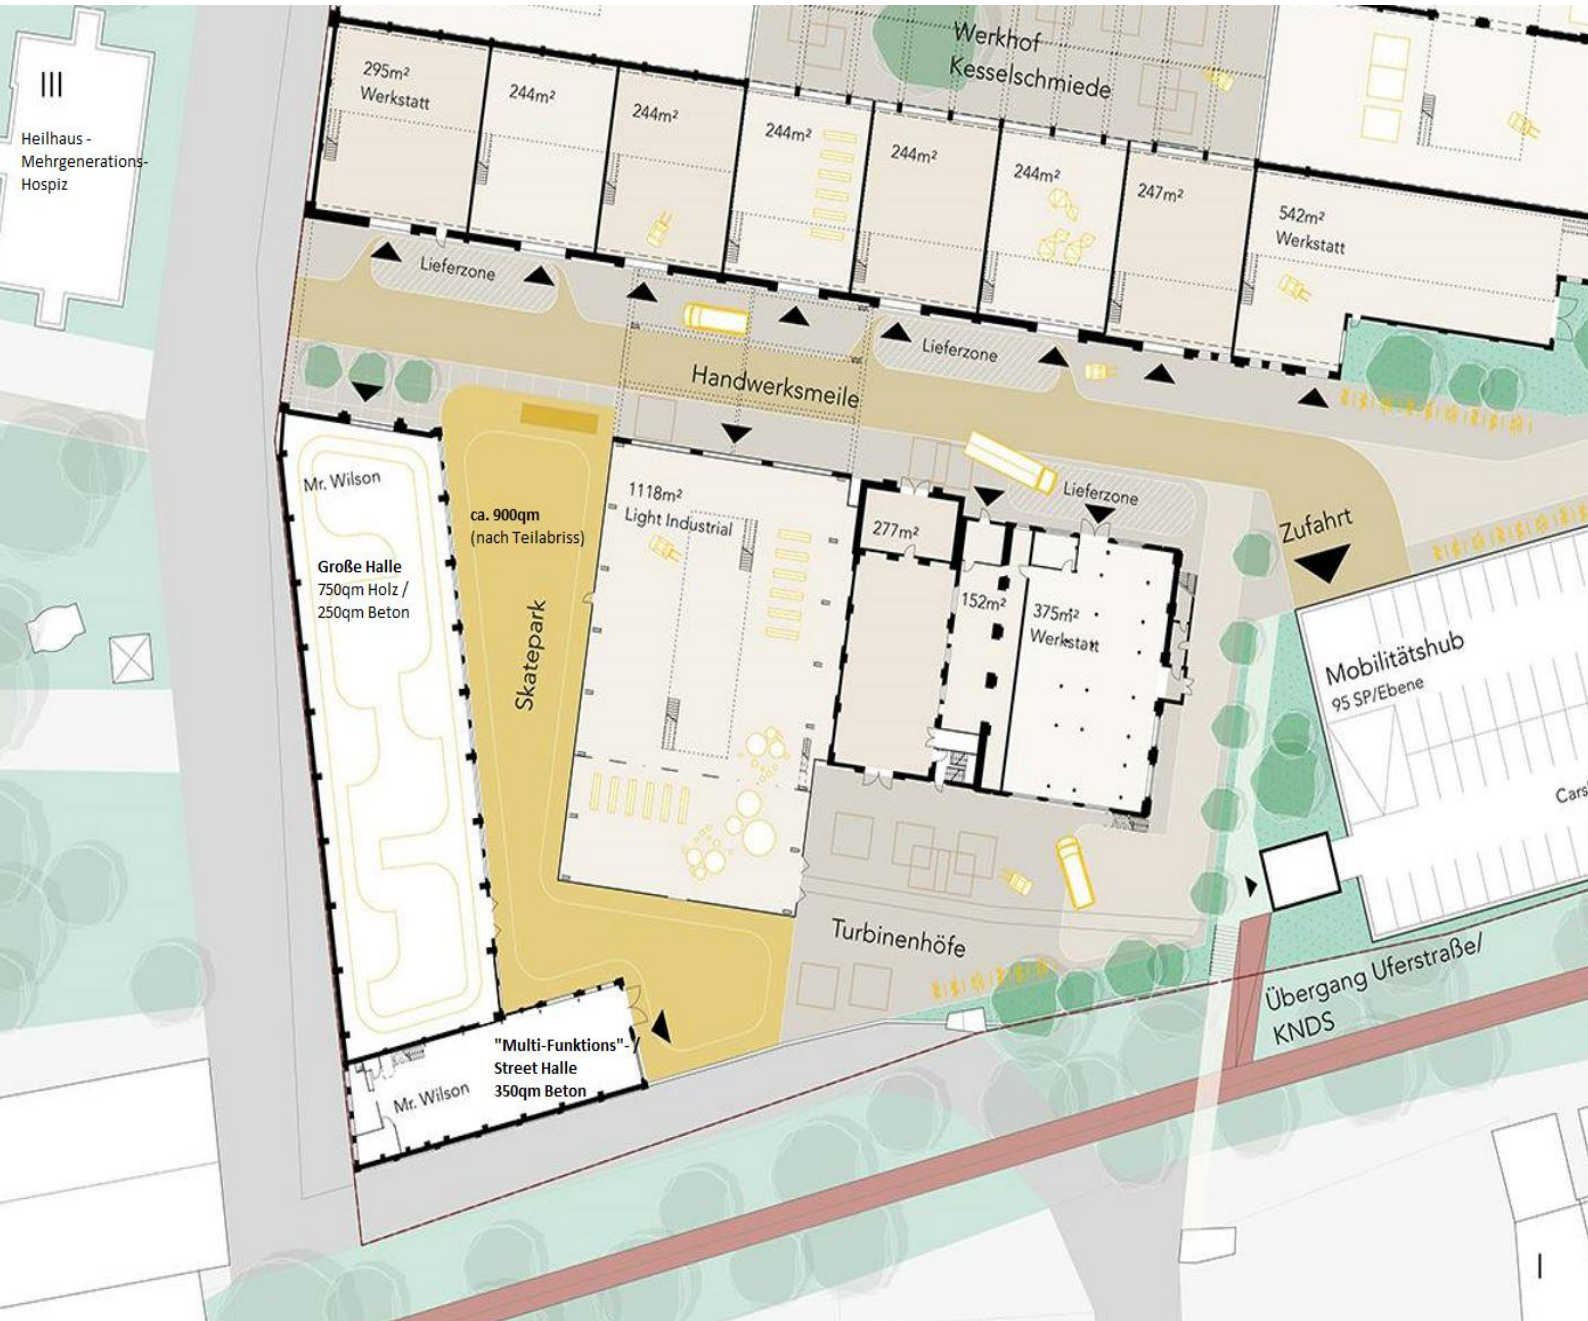 III
Heilhaus -
Mehrgenerations-
Hospiz
Werkhof
Kesselschmiede
295m²
Werkstatt
244m²
244m²
244m²
244m²
244m²
247m²
542m²
Werkstatt
Lieferzone
Lieferzone
Handwerksmeile
Lieferzone
Zufahrt
Mr. Wilson
Große Halle
750qm Holz /
250qm Beton
ca. 900qm
(nach Teilabriss)
Skatepark
1118m²
Light Industrial
277m²
152m²
375m²
Werkstatt
Mobilitätshub
95 SP/Ebene
Cars
Turbinenhöfe
Übergang Uferstraße/
KNDS
"Multi-Funktions"- /
Street Halle
350qm Beton
Mr. Wilson
I